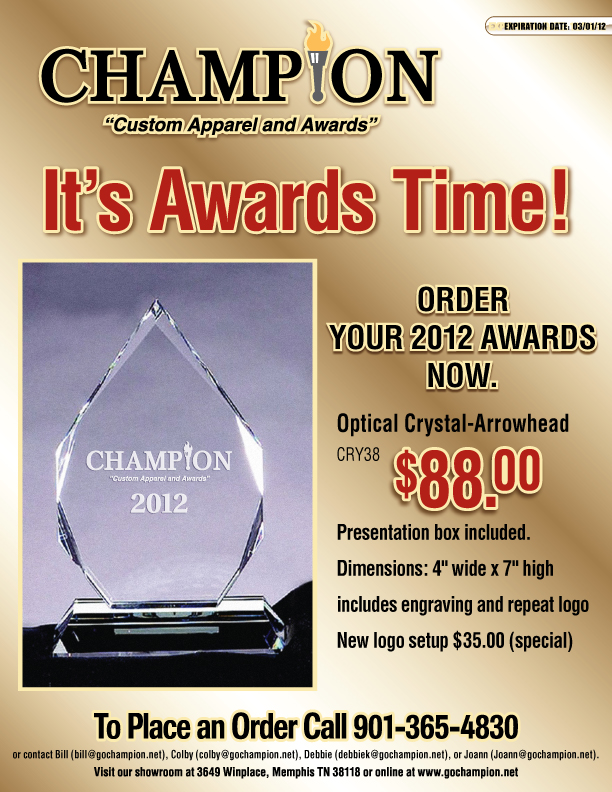 EXPIRATION DATE: 03/01/12
CHAMPION
“Custom Apparel and Awards”
It’s Awards Time!
ORDER
YOUR 2012 AWARDS
NOW.
Optical Crystal-Arrowhead
CRY38 $88.00
Presentation box included.
Dimensions: 4" wide x 7" high
includes engraving and repeat logo
New logo setup $35.00 (special)
CHAMPION
"Custom Apparel and Awards"
2012
To Place an Order Call 901-365-4830
or contact Bill (bill@gochampion.net), Colby (colby@gochampion.net), Debbie (debbiek@gochampion.net), or Joann (Joann@gochampion.net).
Visit our showroom at 3649 Winplace, Memphis TN 38118 or online at www.gochampion.net